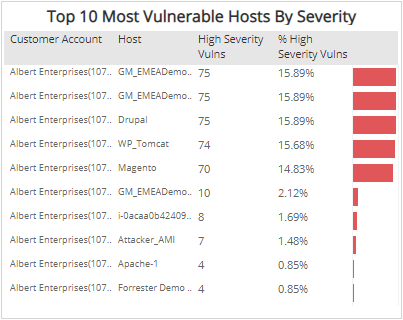 Top 10 Most Vulnerable Hosts By Severity
Customer Account Host High Severity Vulns % High Severity Vulns
Albert Enterprises(107.. GM_EMEADemo.. 75 15.89%
Albert Enterprises(107.. GM_EMEADemo.. 75 15.89%
Albert Enterprises(107.. Drupal 75 15.89%
Albert Enterprises(107.. WP_Tomcat 74 15.68%
Albert Enterprises(107.. Magento 70 14.83%
Albert Enterprises(107.. GM_EMEADemo.. 10 2.12%
Albert Enterprises(107.. i-0acaa0b42409.. 8 1.69%
Albert Enterprises(107.. Attacker_AMI 7 1.48%
Albert Enterprises(107.. Apache-1 4 0.85%
Albert Enterprises(107.. Forrester Demo .. 4 0.85%